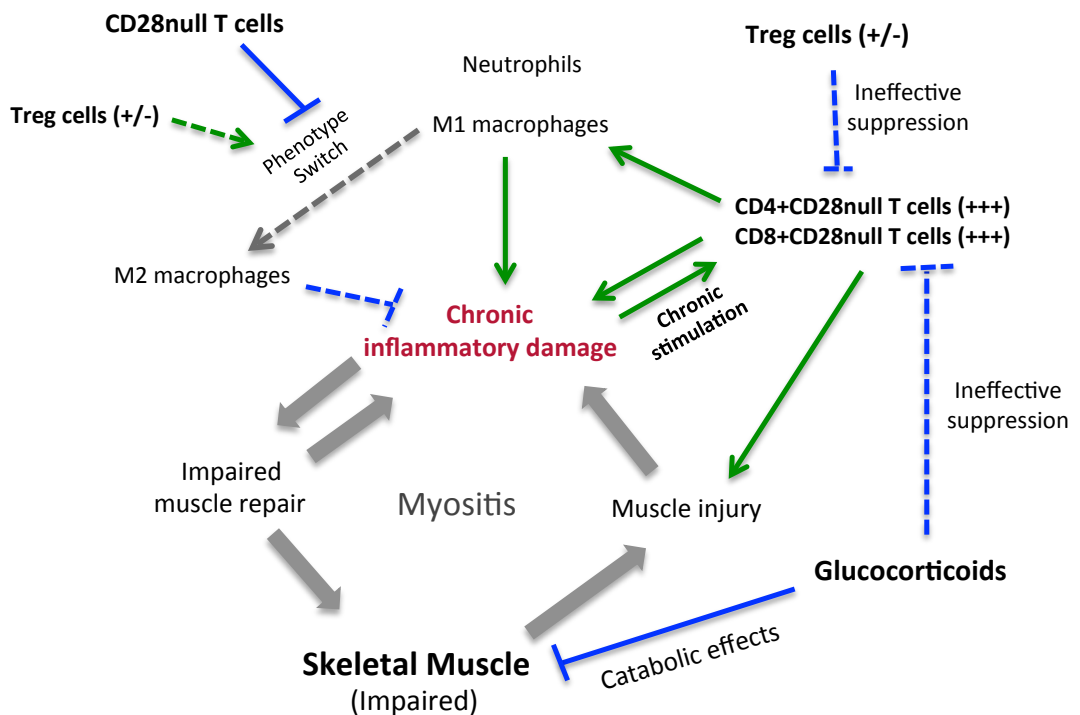 CD28null T cells
Treg cells (+/-)
Neutrophils
Ineffective
suppression
Treg cells (+/-)
Phenotype
Switch
M1 macrophages
CD4+CD28null T cells (+++)
CD8+CD28null T cells (+++)
M2 macrophages
Chronic
inflammatory damage
Chronic
stimulation
Ineffective
suppression
Impaired
muscle repair
Myositis
Muscle injury
Glucocorticoids
Skeletal Muscle
(Impaired)
Catabolic effects